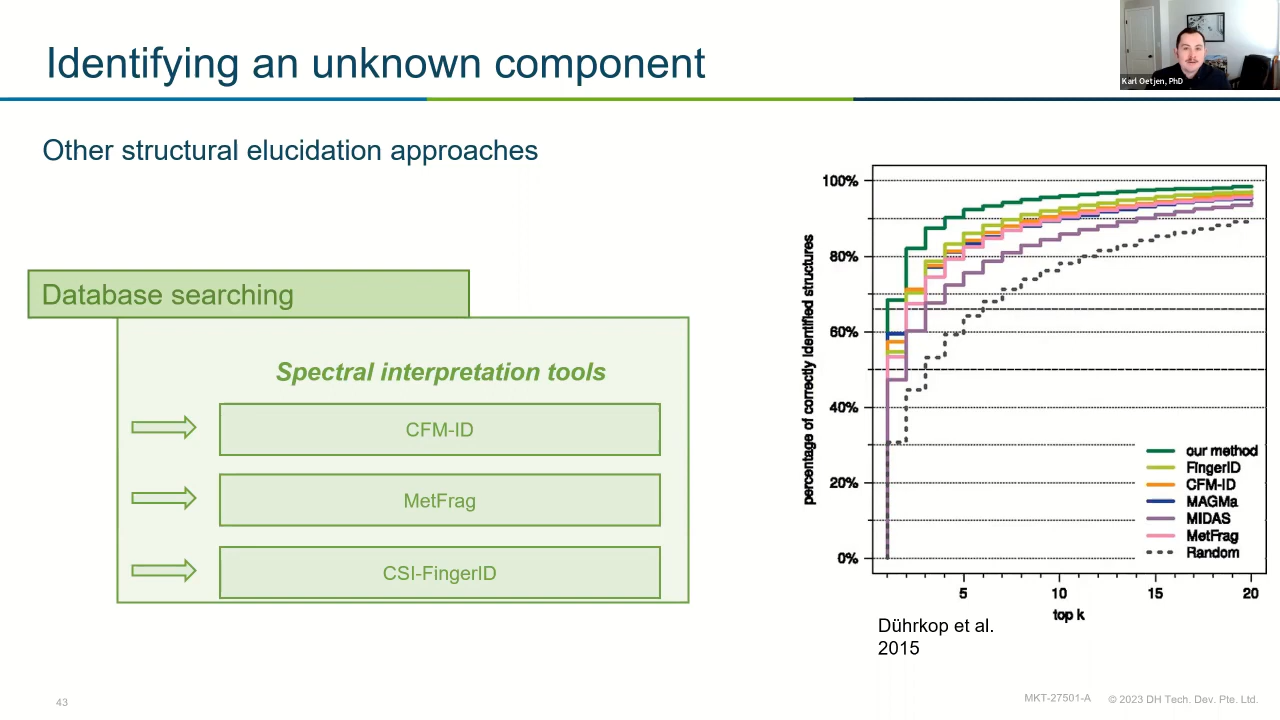 Identifying an unknown component
Karl Oetjen, PhD
Other structural elucidation approaches
Database searching
Spectral interpretation tools
CFM-ID
MetFrag
CSI-FingerID
percentage of correctly identified structures
100%
80%
60%
40%
20%
0%
our method
FingerID
CFM-ID
MAGMa
MIDAS
MetFrag
Random
5
10
15
20
top k
Dührkop et al.
2015
43
MKT-27501-A
© 2023 DH Tech. Dev. Pte. Ltd.